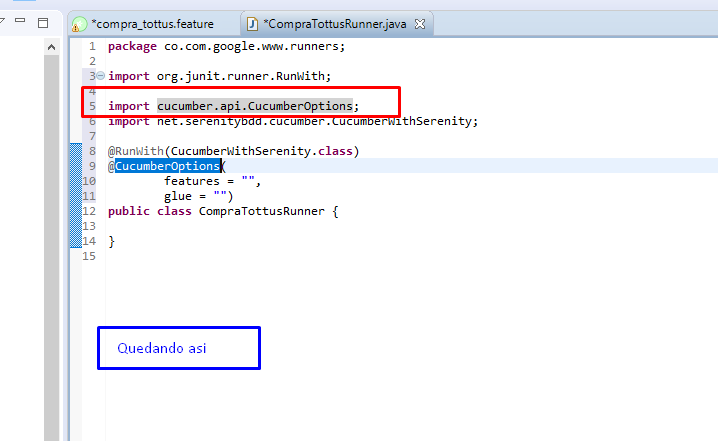 *compra_tottus.feature
*CompraTottusRunner.java
1 package co.com.google.www.runners;
2
3 import org.junit.runner.RunWith;
4
5 import cucumber.api.CucumberOptions;
6 import net.serenitybdd.cucumber.CucumberWithSerenity;
7
8 @RunWith(CucumberWithSerenity.class)
9 @CucumberOptions(
10 features = "",
11 glue = "")
12 public class CompraTottusRunner {
13
14 }
15
Quedando asi